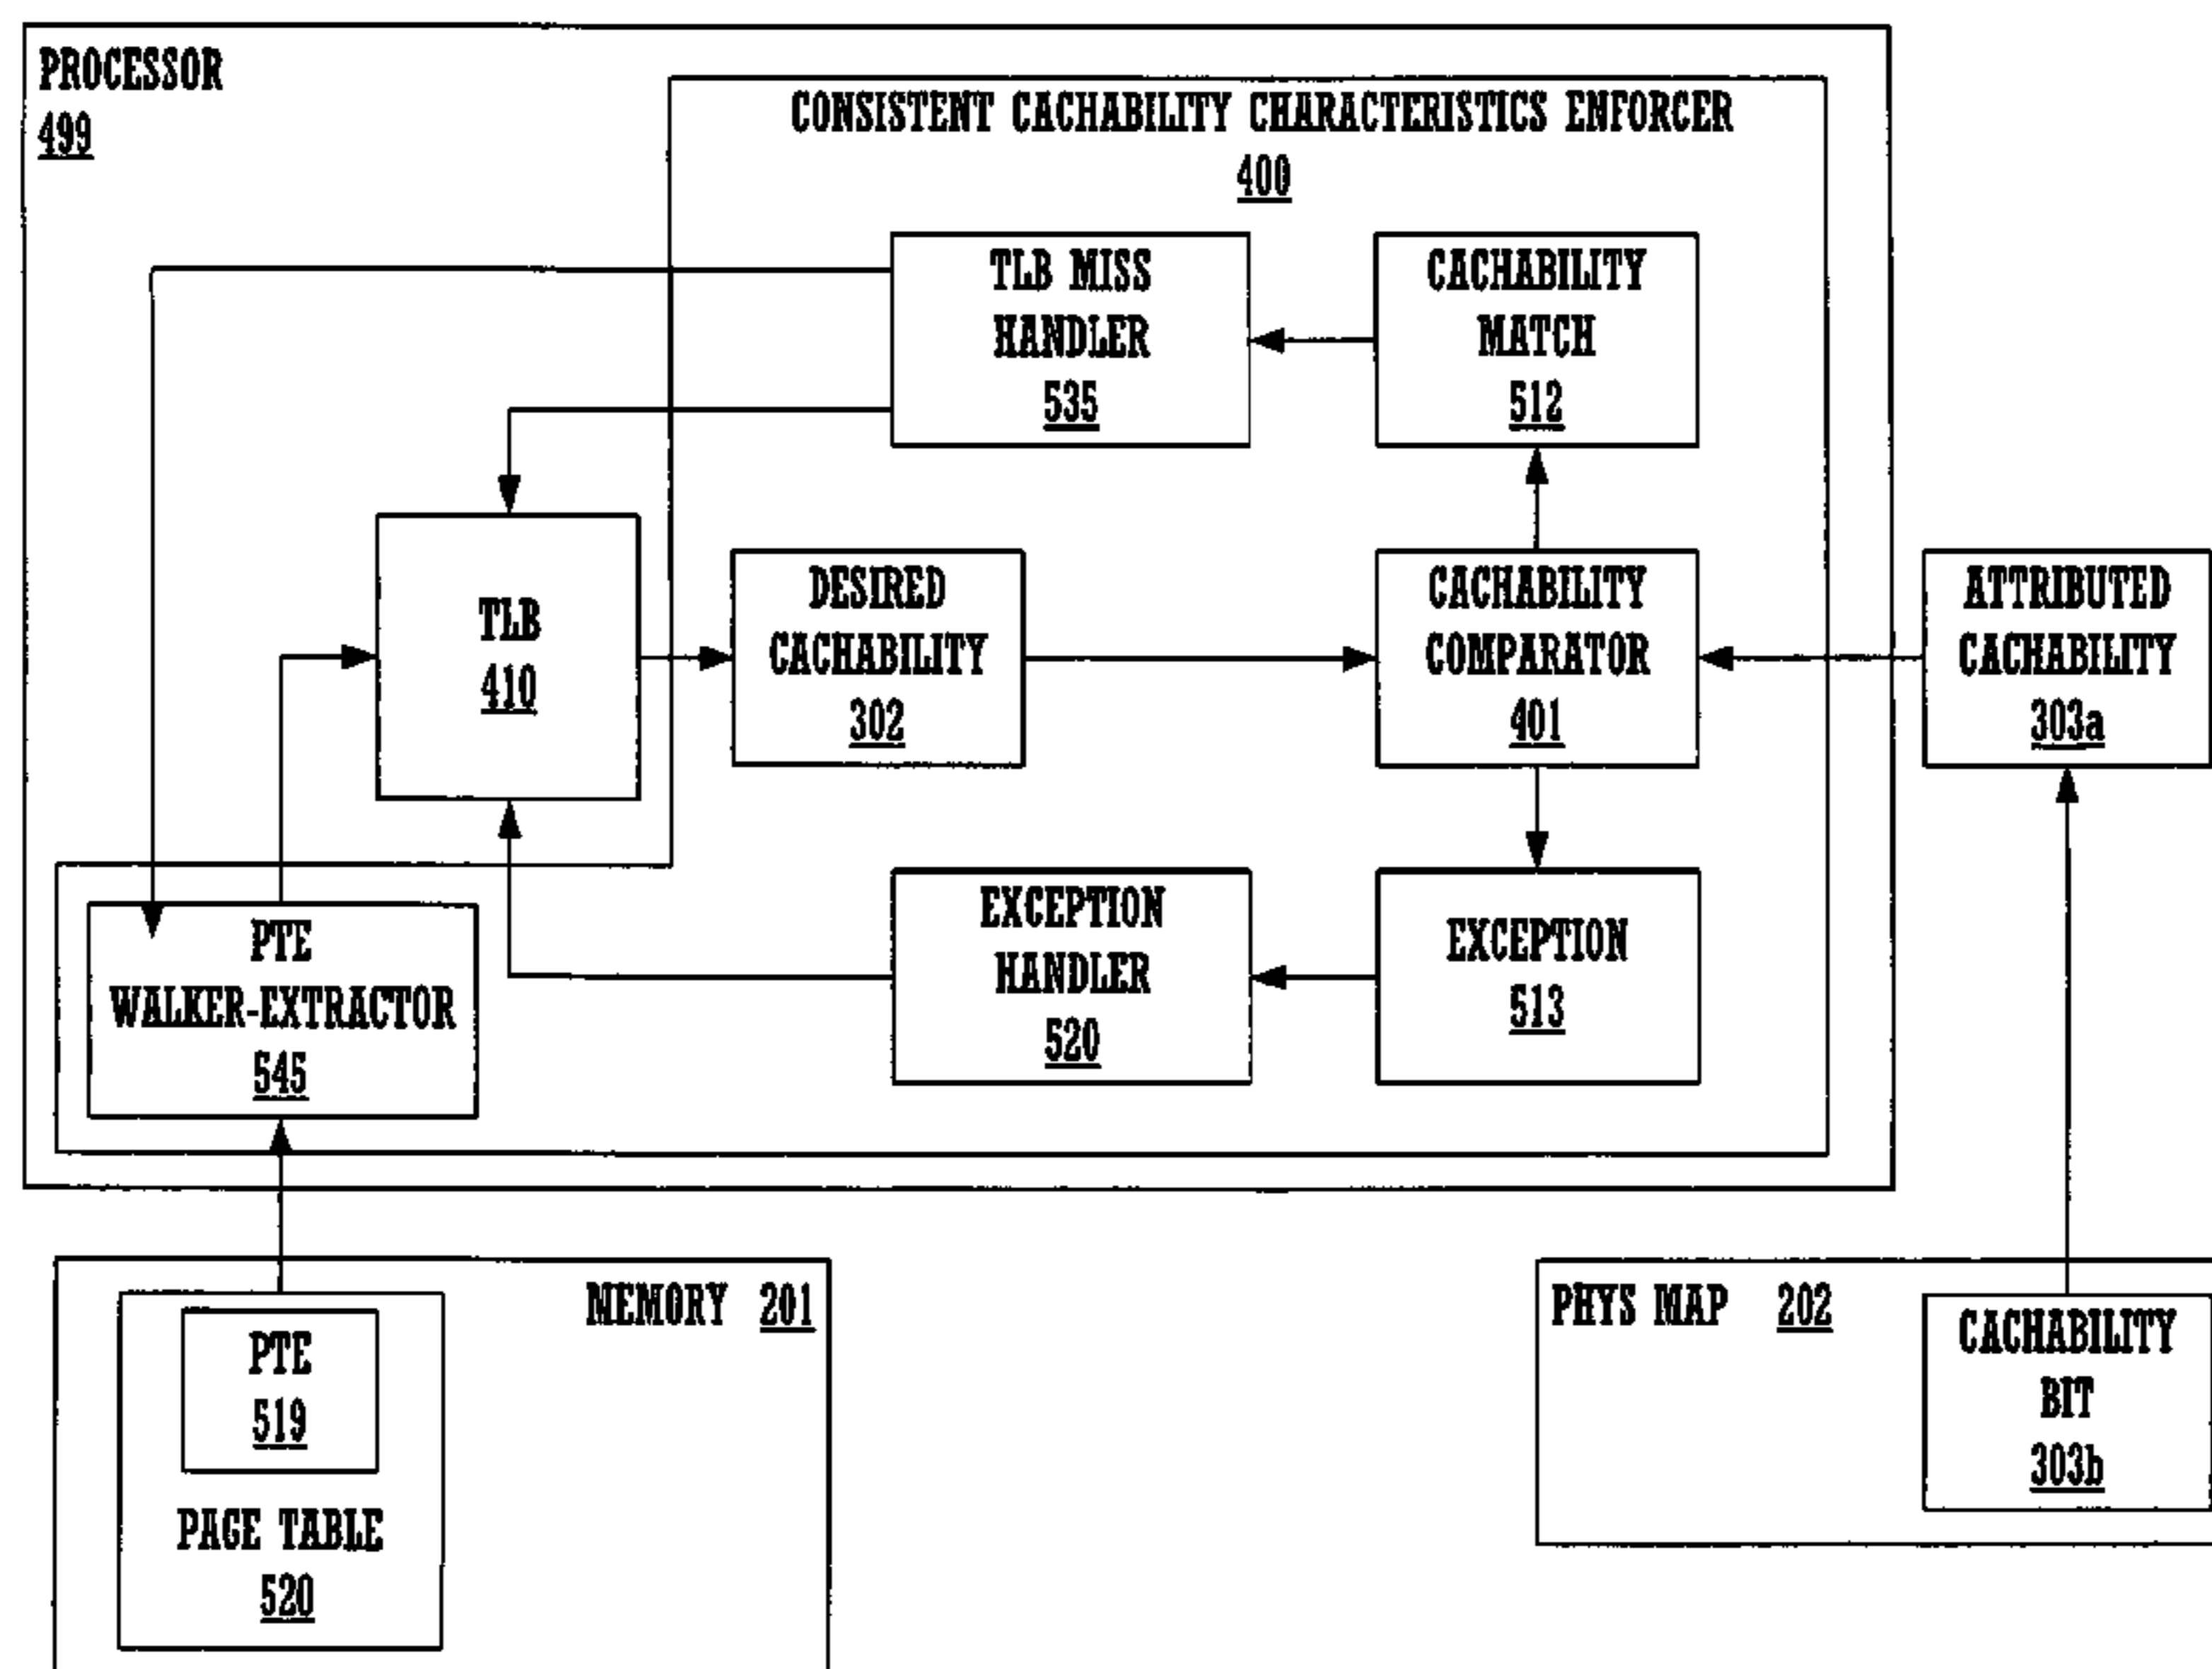 PROCESSOR
499
CONSISTENT CACHABILITY CHARACTERISTICS ENFORCER
400
TLB MISS
HANDLER
535
CACHABILITY
MATCH
512
TLB
410
DESIRED
CACHABILITY
302
CACHABILITY
COMPARATOR
401
ATTRIBUTED
CACHABILITY
303a
PTE
WALKER-EXTRACTOR
545
EXCEPTION
HANDLER
520
EXCEPTION
513
MEMORY 201
PTE
519
PAGE TABLE
520
PHYS MAP 202
CACHABILITY
BIT
303b